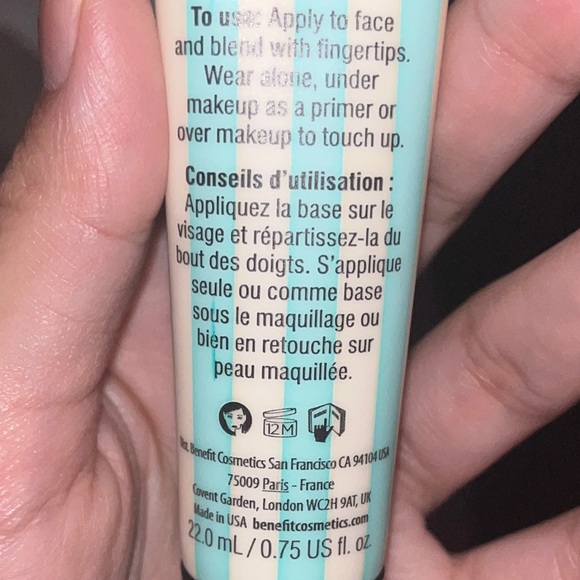 To use: Apply to face
and blend with fingertips.
Wear alone, under
makeup as a primer or
over makeup to touch up.
Conseils d'utilisation :
Appliquez la base sur le
visage et répartissez-la du
bout des doigts. S'applique
seule ou comme base
sous le maquillage ou
bien en retouche sur
peau maquillée.
12M
Dist. Benefit Cosmetics San Francisco CA 94104 USA
75009 Paris - France
Covent Garden, London WC2H 9AT, UK
Made in USA benefitcosmetics.com
22.0 mL / 0.75 US fl. oz.